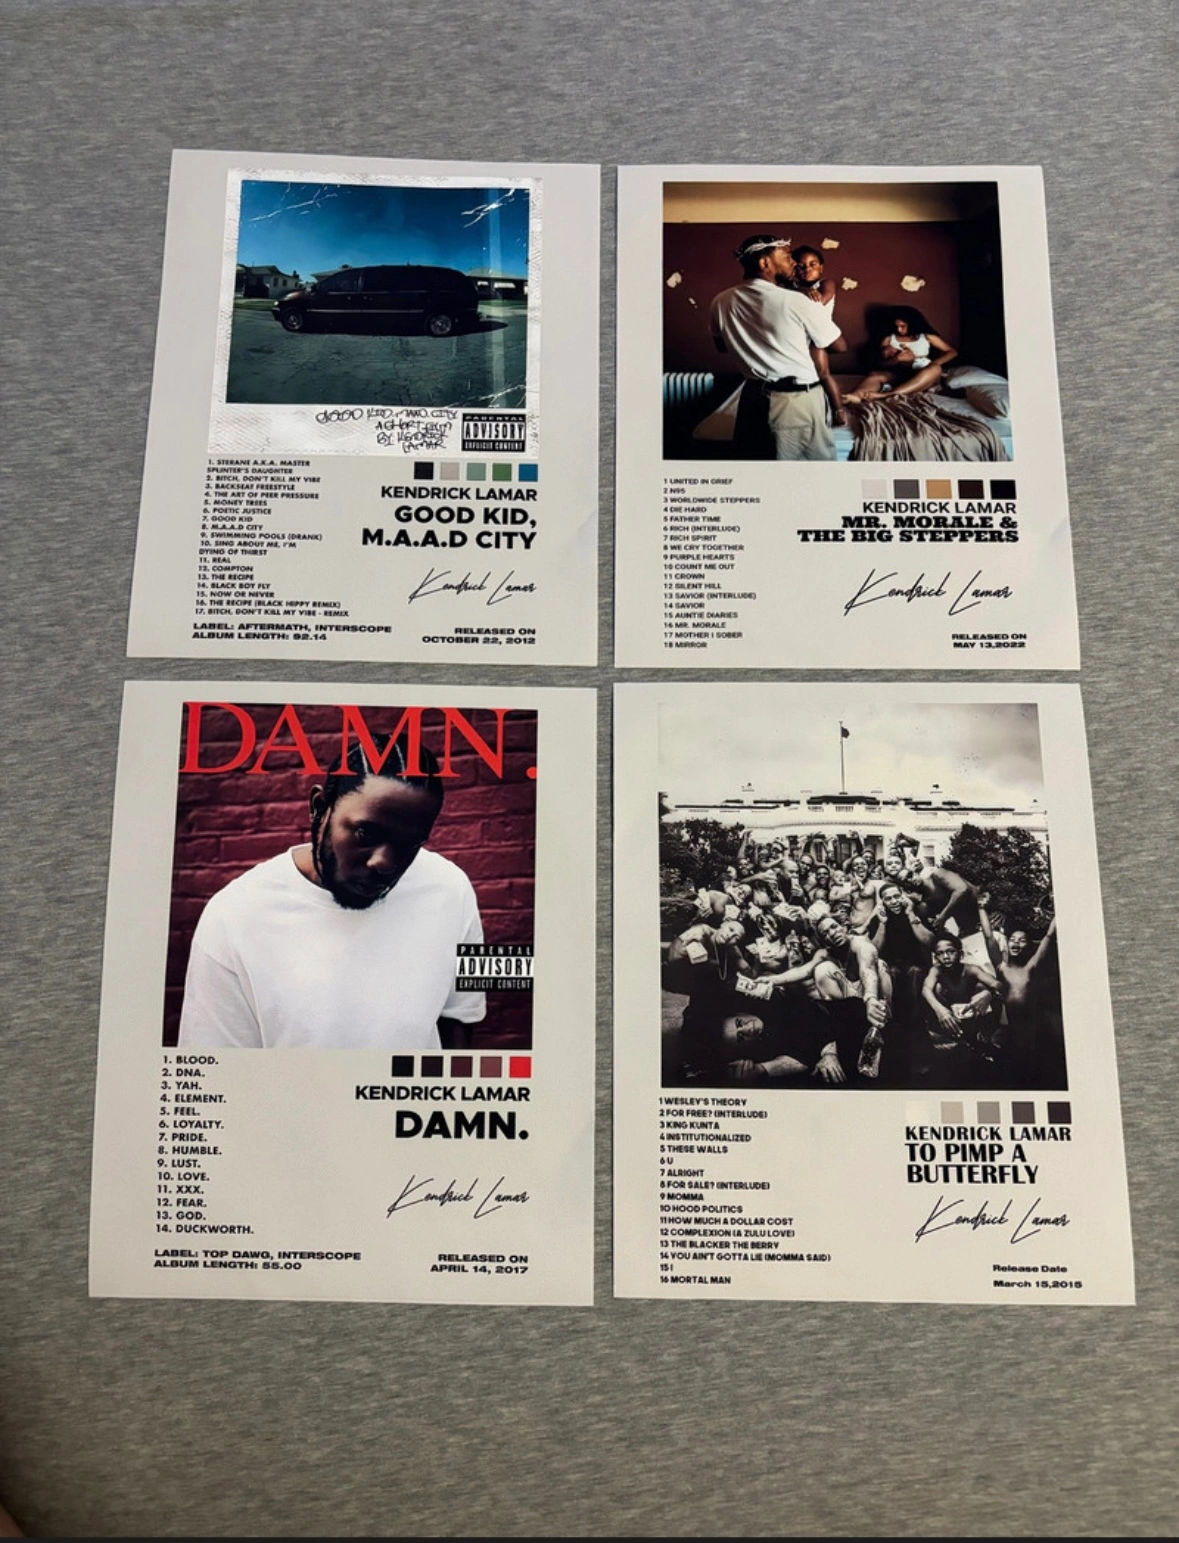 GOOD KID, M.A.A.D CITY
A SHORT FILM
BY KENDRICK
LAMAR
PARENTAL
ADVISORY
EXPLICIT CONTENT
1. STERANE A.K.A. MASTER
SPLINTER'S DAUGHTER
2. BITCH, DON'T KILL MY VIBE
3. BACKSEAT FREESTYLE
4. THE ART OF PEER PRESSURE
5. MONEY TREES
6. POETIC JUSTICE
7. GOOD KID
8. M.A.A.D CITY
9. SWIMMING POOLS (DRANK)
10. SING ABOUT ME, I'M
DYING OF THIRST
11. REAL
12. COMPTON
13. THE RECIPE
14. BLACK BOY FLY
15. NOW OR NEVER
16. THE RECIPE (BLACK HIPPY REMIX)
17. BITCH, DON'T KILL MY VIBE - REMIX
KENDRICK LAMAR
GOOD KID,
M.A.A.D CITY
Kendrick Lamar
LABEL: AFTERMATH, INTERSCOPE
ALBUM LENGTH: 92.14
RELEASED ON
OCTOBER 22, 2012
1 UNITED IN GRIEF
2 N95
3 WORLDWIDE STEPPERS
4 DIE HARD
5 FATHER TIME
6 RICH (INTERLUDE)
7 RICH SPIRIT
8 WE CRY TOGETHER
9 PURPLE HEARTS
10 COUNT ME OUT
11 CROWN
12 SILENT HILL
13 SAVIOR (INTERLUDE)
14 SAVIOR
15 AUNTIE DIARIES
16 MR. MORALE
17 MOTHER I SOBER
18 MIRROR
KENDRICK LAMAR
MR. MORALE &
THE BIG STEPPERS
Kendrick Lamar
RELEASED ON
MAY 13,2022
DAMN.
PARENTAL
ADVISORY
EXPLICIT CONTENT
1. BLOOD.
2. DNA.
3. YAH.
4. ELEMENT.
5. FEEL.
6. LOYALTY.
7. PRIDE.
8. HUMBLE.
9. LUST.
10. LOVE.
11. XXX.
12. FEAR.
13. GOD.
14. DUCKWORTH.
KENDRICK LAMAR
DAMN.
Kendrick Lamar
LABEL: TOP DAWG, INTERSCOPE
ALBUM LENGTH: 55.00
RELEASED ON
APRIL 14, 2017
1 WESLEY'S THEORY
2 FOR FREE? (INTERLUDE)
3 KING KUNTA
4 INSTITUTIONALIZED
5 THESE WALLS
6 U
7 ALRIGHT
8 FOR SALE? (INTERLUDE)
9 MOMMA
10 HOOD POLITICS
11 HOW MUCH A DOLLAR COST
12 COMPLEXION (A ZULU LOVE)
13 THE BLACKER THE BERRY
14 YOU AIN'T GOTTA LIE (MOMMA SAID)
15 I
16 MORTAL MAN
KENDRICK LAMAR
TO PIMP A
BUTTERFLY
Kendrick Lamar
Release Date
March 15,2015